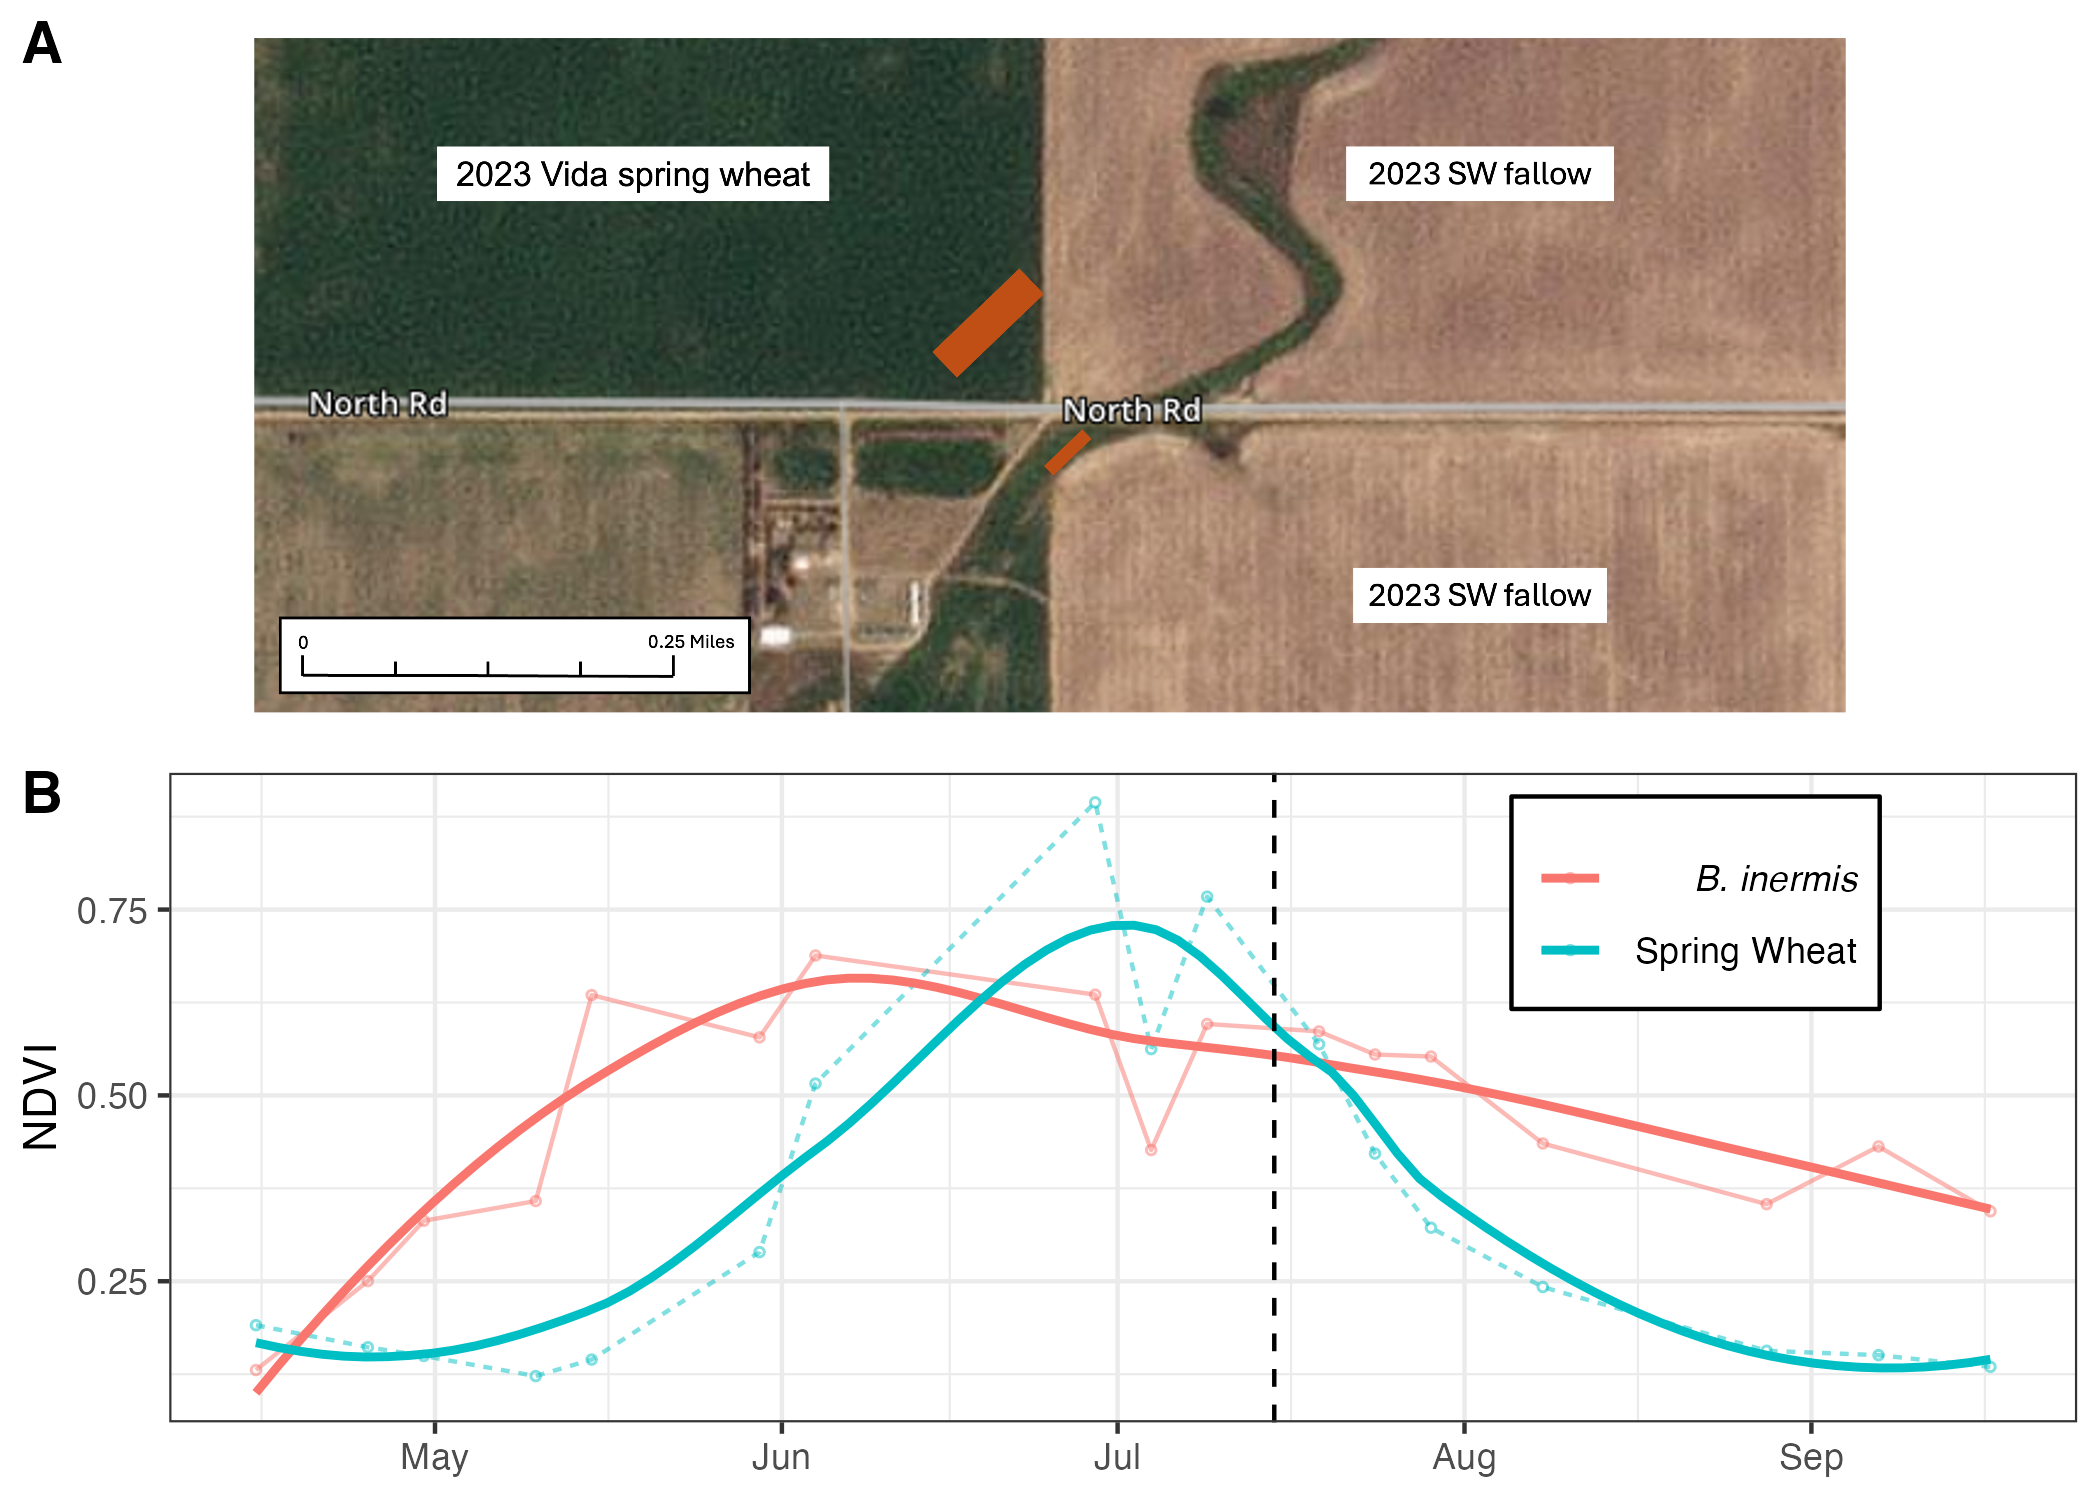 A
2023 Vida spring wheat
2023 SW fallow
North Rd
North Rd
2023 SW fallow
0
0.25 Miles
B
B. inermis
Spring Wheat
NDVI
0.75
0.50
0.25
May
Jun
Jul
Aug
Sep